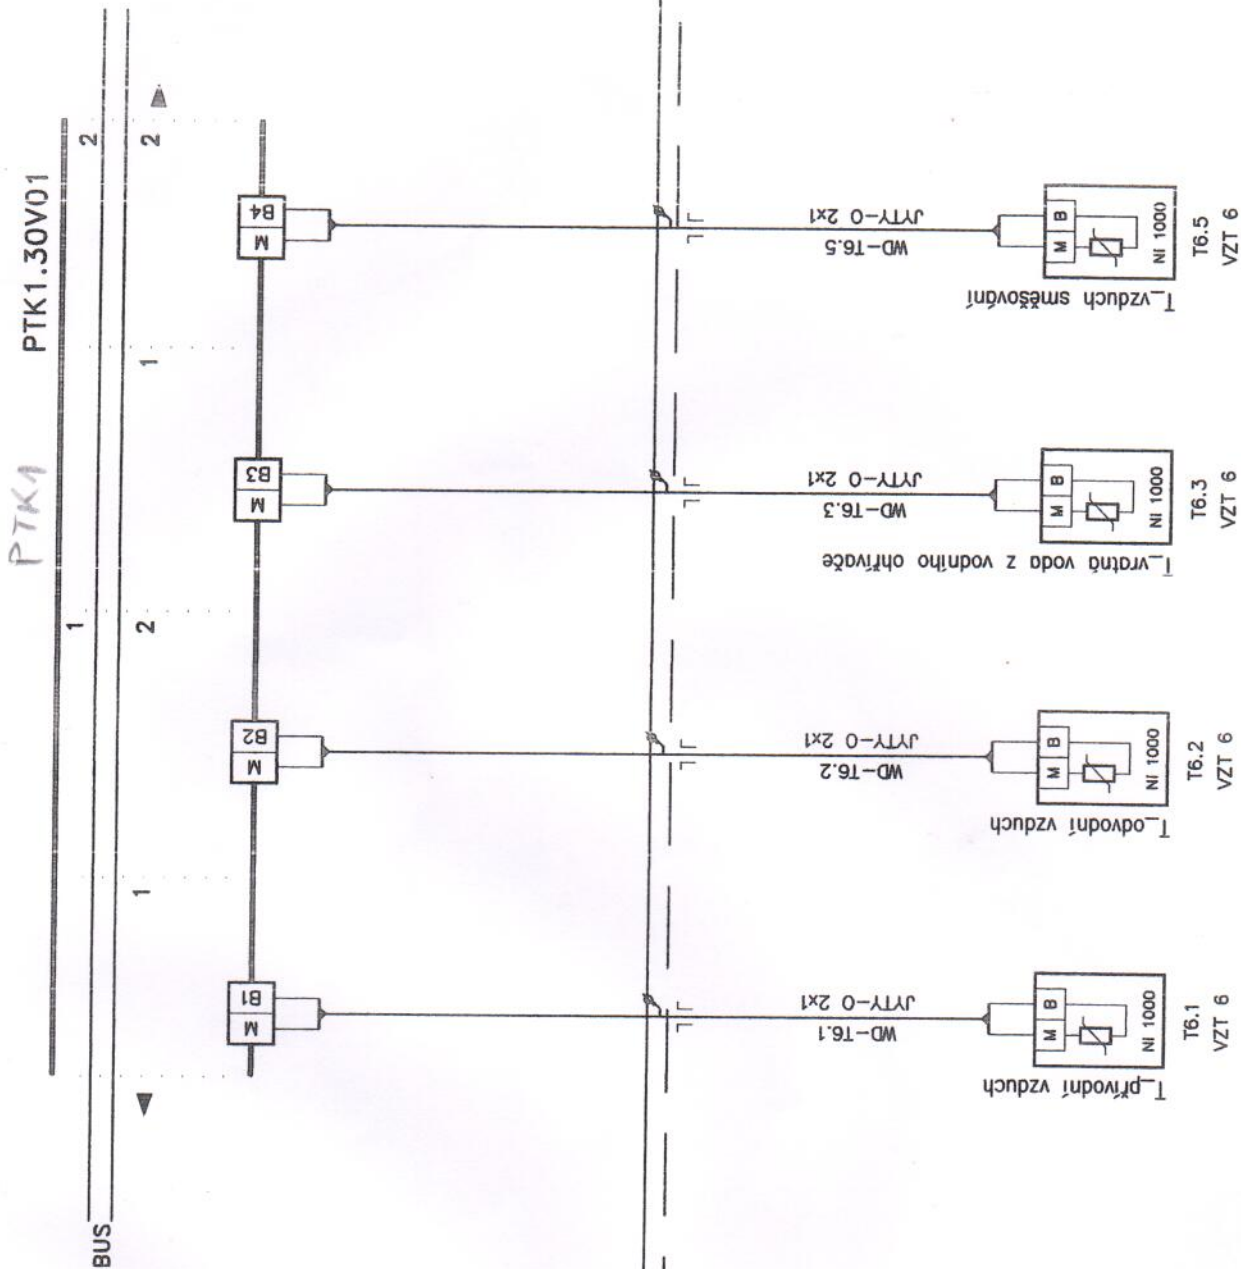 PTK1
PTK1.30V01
BUS
1
2
1
2
1
2
M B1
M B2
M B3
M B4
WD-T6.1
JYTY-O 2x1
WD-T6.2
JYTY-O 2x1
WD-T6.3
JYTY-O 2x1
WD-T6.5
JYTY-O 2x1
T_přívodní vzduch
M B
Ni 1000
T6.1
VZT 6
T_odvodní vzduch
M B
Ni 1000
T6.2
VZT 6
T_vratná voda z vodního ohřívače
M B
Ni 1000
T6.3
VZT 6
T_vzduch směšování
M B
Ni 1000
T6.5
VZT 6